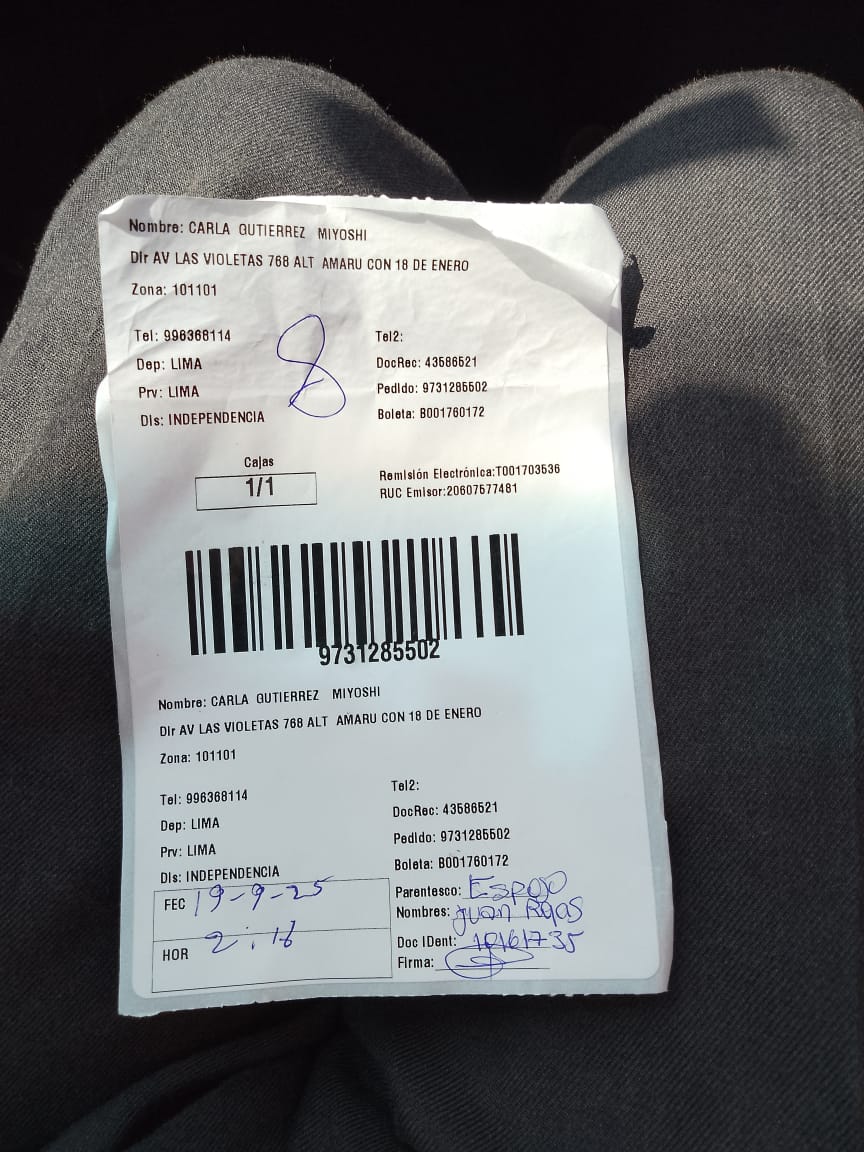 Nombre: CARLA GUTIERREZ MIYOSHI
Dir AV LAS VIOLETAS 768 ALT AMARU CON 18 DE ENERO
Zona: 101101
Tel: 996368114 Tel2:
Dep: LIMA DocRec: 43586521
Prv: LIMA Pedido: 9731285502
Dis: INDEPENDENCIA Boleta: B001760172
8
Cajas
1/1
Remisión Electrónica:T001703536
RUC Emisor:20607577481
9731285502
Nombre: CARLA GUTIERREZ MIYOSHI
Dir AV LAS VIOLETAS 768 ALT AMARU CON 18 DE ENERO
Zona: 101101
Tel: 996368114 Tel2:
Dep: LIMA DocRec: 43586521
Prv: LIMA Pedido: 9731285502
Dis: INDEPENDENCIA Boleta: B001760172
FEC 19-9-25 Parentesco: Esposo
Nombres: Juan Rojas
HOR Doc IDent:
Firma: